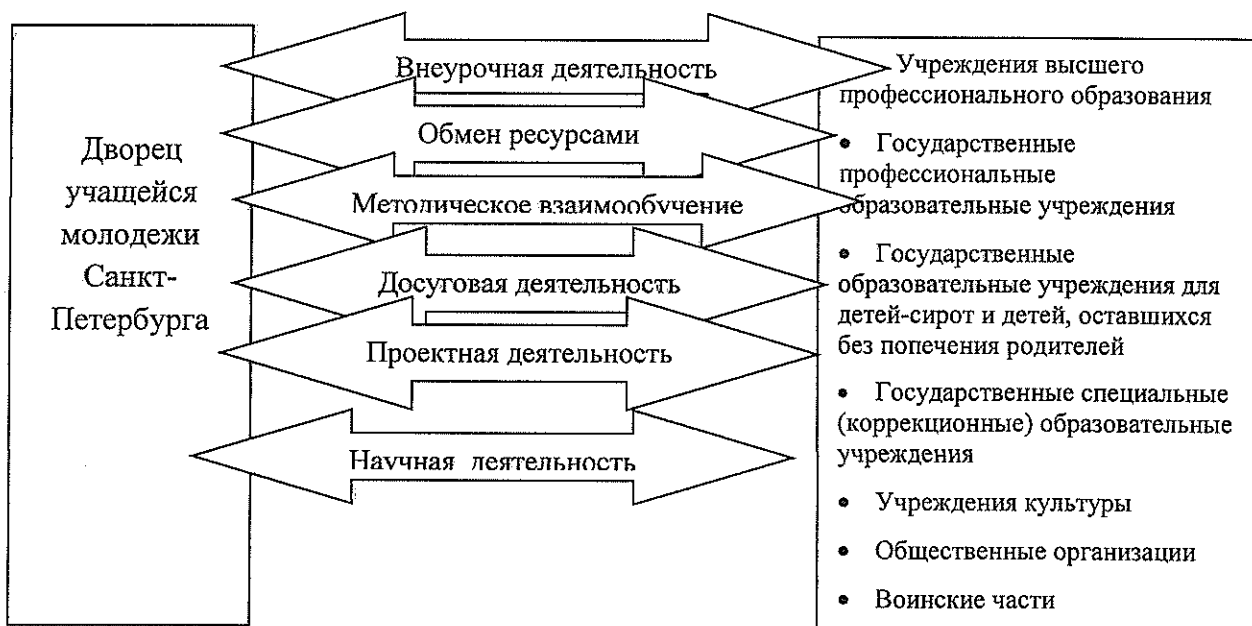 Дворец
учащейся
молодежи
Санкт-
Петербурга
Внеурочная деятельность
Обмен ресурсами
Методическое взаимообучение
Досуговая деятельность
Проектная деятельность
Научная деятельность
Учреждения высшего
профессионального образования
• Государственные
профессиональные
образовательные учреждения
• Государственные
образовательные учреждения для
детей-сирот и детей, оставшихся
без попечения родителей
• Государственные специальные
(коррекционные) образовательные
учреждения
• Учреждения культуры
• Общественные организации
• Воинские части